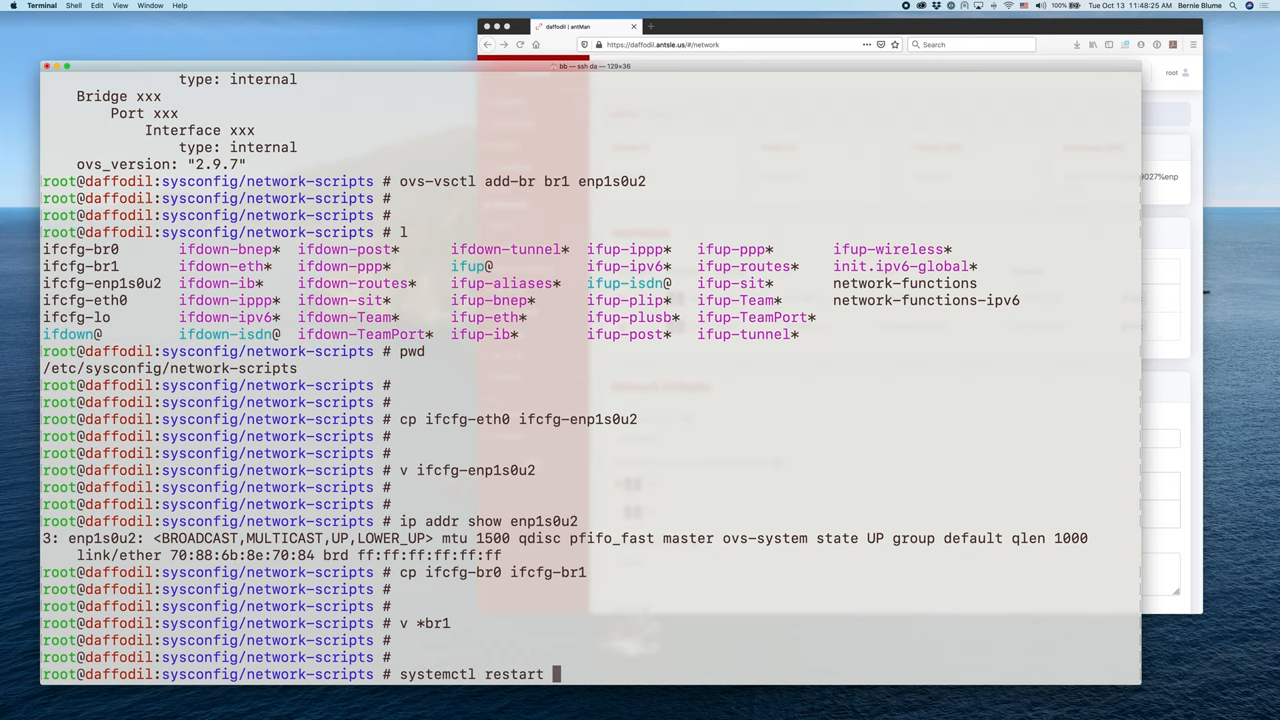 Terminal Shell Edit View Window Help
100% Tue Oct 13 11:48:25 AM Bernie Blume
daffodil | antMan
https://daffodil.antsle.us/#/network
Search
bb — ssh da — 129×36
root
type: internal
Bridge xxx
Port xxx
Interface xxx
type: internal
ovs_version: "2.9.7"
9027%enp
root@daffodil:sysconfig/network-scripts # ovs-vsctl add-br br1 enp1s0u2
root@daffodil:sysconfig/network-scripts #
root@daffodil:sysconfig/network-scripts #
root@daffodil:sysconfig/network-scripts # l
ifcfg-br0 ifdown-bnep* ifdown-post* ifdown-tunnel* ifup-ippp* ifup-ppp* ifup-wireless*
ifcfg-br1 ifdown-eth* ifdown-ppp* ifup@ ifup-ipv6* ifup-routes* init.ipv6-global*
ifcfg-enp1s0u2 ifdown-ib* ifdown-routes* ifup-aliases* ifup-isdn@ ifup-sit* network-functions
ifcfg-eth0 ifdown-ippp* ifdown-sit* ifup-bnep* ifup-plip* ifup-Team* network-functions-ipv6
ifcfg-lo ifdown-ipv6* ifdown-Team* ifup-eth* ifup-plusb* ifup-TeamPort*
ifdown@ ifdown-isdn@ ifdown-TeamPort* ifup-ib* ifup-post* ifup-tunnel*
root@daffodil:sysconfig/network-scripts # pwd
/etc/sysconfig/network-scripts
root@daffodil:sysconfig/network-scripts #
root@daffodil:sysconfig/network-scripts #
root@daffodil:sysconfig/network-scripts # cp ifcfg-eth0 ifcfg-enp1s0u2
root@daffodil:sysconfig/network-scripts #
root@daffodil:sysconfig/network-scripts #
root@daffodil:sysconfig/network-scripts # v ifcfg-enp1s0u2
root@daffodil:sysconfig/network-scripts #
root@daffodil:sysconfig/network-scripts #
root@daffodil:sysconfig/network-scripts # ip addr show enp1s0u2
3: enp1s0u2: <BROADCAST,MULTICAST,UP,LOWER_UP> mtu 1500 qdisc pfifo_fast master ovs-system state UP group default qlen 1000
link/ether 70:88:6b:8e:70:84 brd ff:ff:ff:ff:ff:ff
root@daffodil:sysconfig/network-scripts # cp ifcfg-br0 ifcfg-br1
root@daffodil:sysconfig/network-scripts #
root@daffodil:sysconfig/network-scripts #
root@daffodil:sysconfig/network-scripts # v *br1
root@daffodil:sysconfig/network-scripts #
root@daffodil:sysconfig/network-scripts #
root@daffodil:sysconfig/network-scripts # systemctl restart